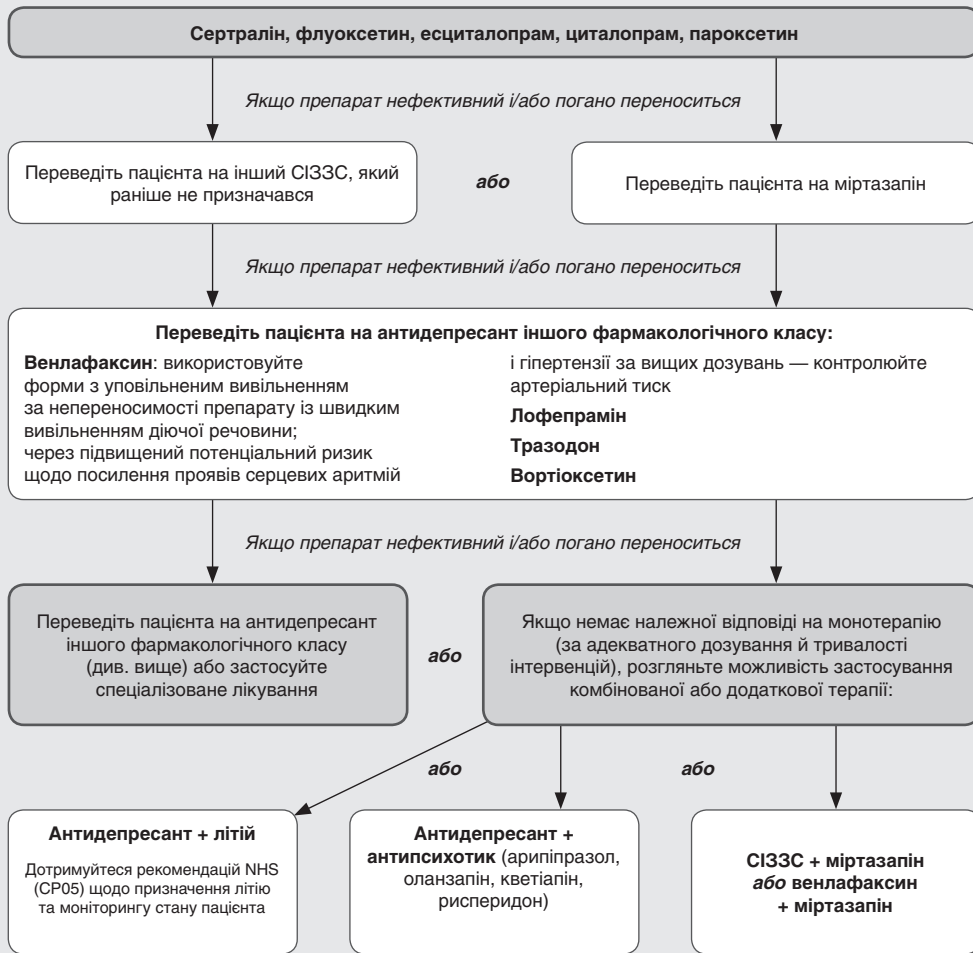 Сертралін, флуоксетин, есциталопрам, циталопрам, пароксетин
Якщо препарат нефективний і/або погано переноситься
Переведіть пацієнта на інший СІЗЗС, який
раніше не призначався
або
Переведіть пацієнта на міртазапін
Якщо препарат нефективний і/або погано переноситься
Переведіть пацієнта на антидепресант іншого фармакологічного класу:
Венлафаксин: використовуйте
форми з уповільненим вивільненням
за непереносимості препарату із швидким
вивільненням діючої речовини;
через підвищений потенціальний ризик
щодо посилення проявів серцевих аритмій
і гіпертензії за вищих дозувань — контролюйте
артеріальний тиск
Лофепрамін
Тразодон
Вортіоксетин
Якщо препарат нефективний і/або погано переноситься
Переведіть пацієнта на антидепресант
іншого фармакологічного класу
(див. вище) або застосуйте
спеціалізоване лікування
або
Якщо немає належної відповіді на монотерапію
(за адекватного дозування й тривалості
інтервенцій), розгляньте можливість застосування
комбінованої або додаткової терапії:
або
або
Антидепресант + літій
Дотримуйтеся рекомендацій NHS
(CP05) щодо призначення літію
та моніторингу стану пацієнта
Антидепресант +
антипсихотик (арипіпразол,
оланзапін, кветіапін,
рисперидон)
СІЗЗС + міртазапін
або венлафаксин
+ міртазапін